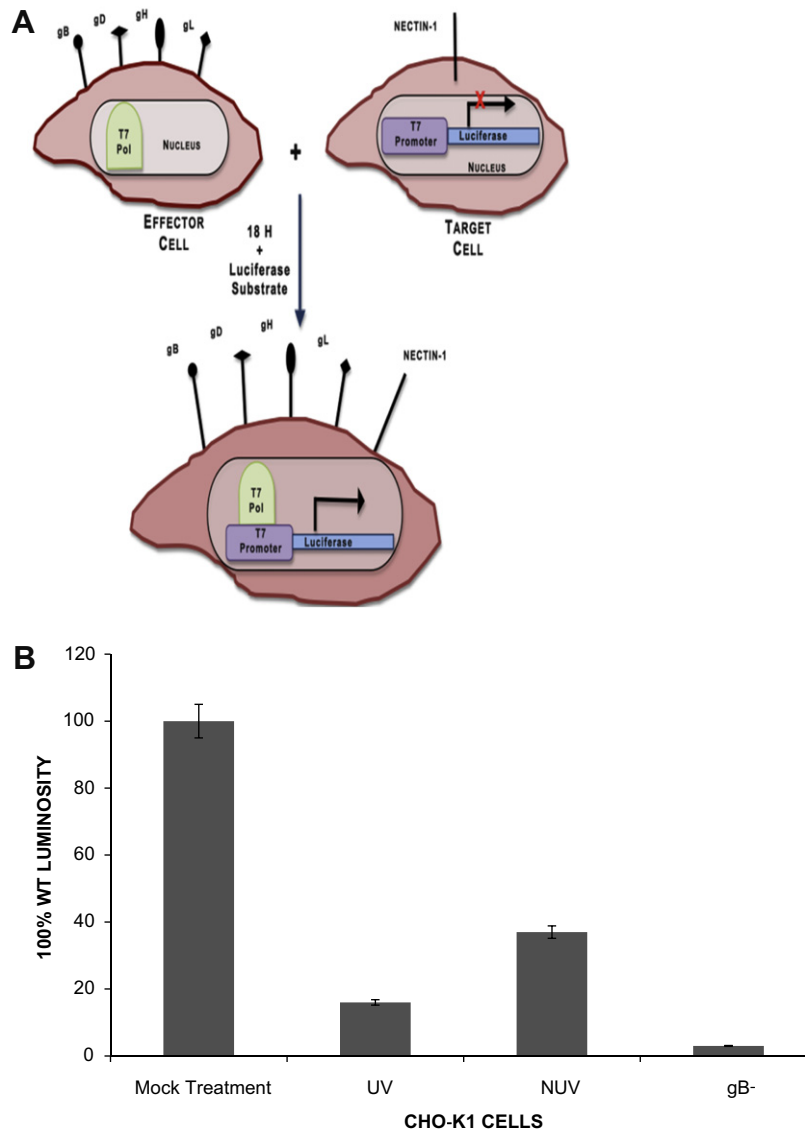 A
gB
gD
gH
gL
T7
Pol
NUCLEUS
EFFECTOR
CELL
+
NECTIN-1
X
T7
Promoter
Luciferase
NUCLEUS
TARGET
CELL
18 H
+
Luciferase
Substrate
gB
gD
gH
gL
NECTIN-1
T7
Pol
T7
Promoter
Luciferase
B
120
100
80
60
40
20
0
100% WT LUMINOSITY
Mock Treatment UV NUV gB-
CHO-K1 CELLS